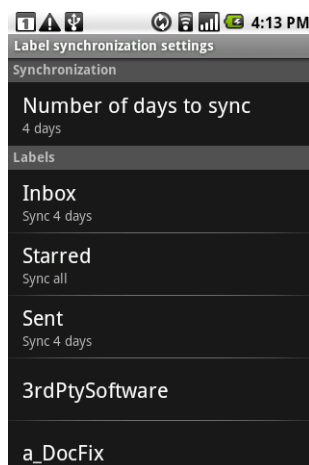 1
4:13 PM
Label synchronization settings
Synchronization
Number of days to sync
4 days
Labels
Inbox
Sync 4 days
Starred
Sync all
Sent
Sync 4 days
3rdPtySoftware
a_DocFix